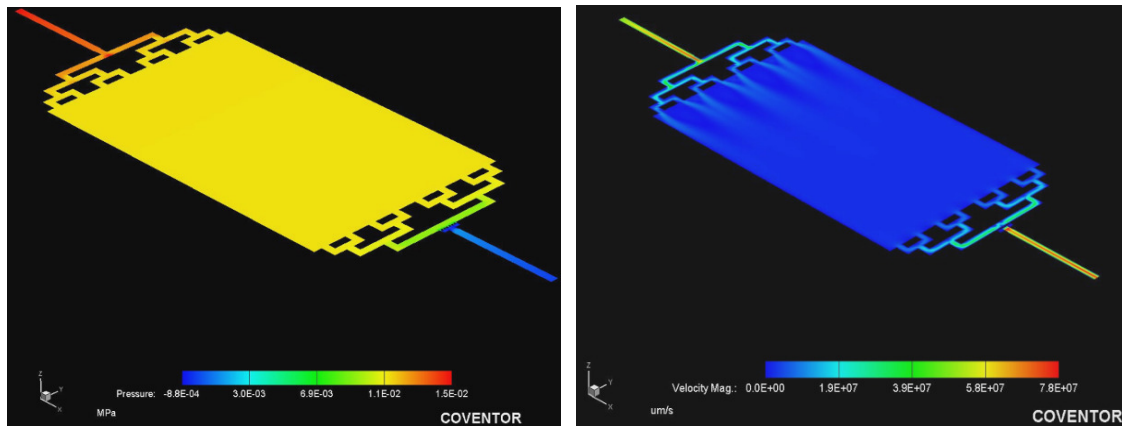 Z
Y
X
Pressure: -8.8E-04 3.0E-03 6.9E-03 1.1E-02 1.5E-02
MPa
COVENTOR
Z
Y
X
Velocity Mag.: 0.0E+00 1.9E+07 3.9E+07 5.8E+07 7.8E+07
um/s
COVENTOR